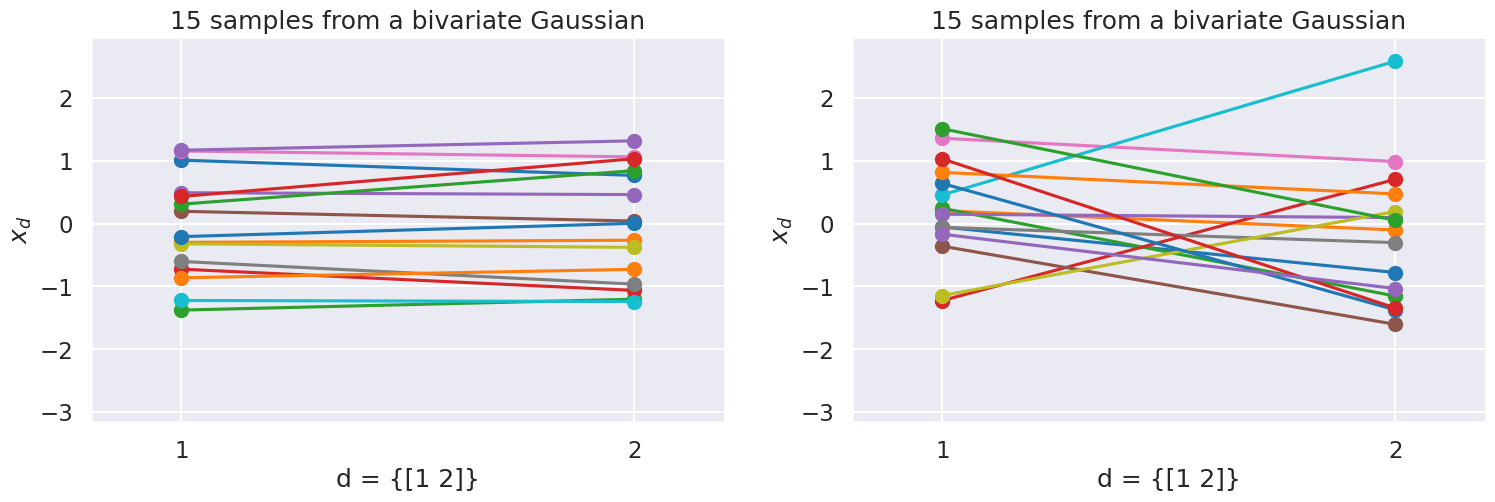 15 samples from a bivariate Gaussian
2
1
0
−1
−2
−3
x_d
1 2
d = {[1 2]}
15 samples from a bivariate Gaussian
2
1
0
−1
−2
−3
x_d
1 2
d = {[1 2]}